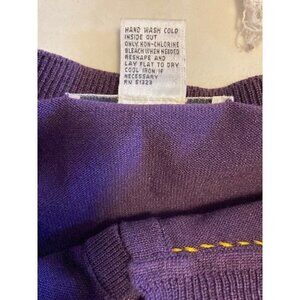 HAND WASH COLD
INSIDE OUT
ONLY NON-CHLORINE
BLEACH WHEN NEEDED
RESHAPE AND
LAY FLAT TO DRY
COOL IRON IF
NECESSARY
RN 51323